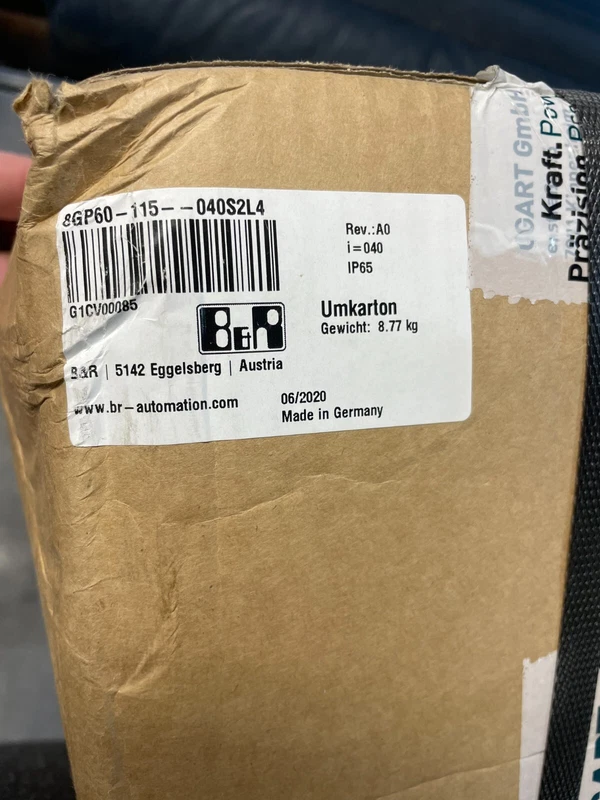 8GP60-115--040S2L4
G1CV00085
Rev.:A0
i=040
IP65
B&R
Umkarton
Gewicht: 8.77 kg
B&R | 5142 Eggelsberg | Austria
www.br-automation.com
06/2020
Made in Germany
GmbH
Kraft.
Präzision